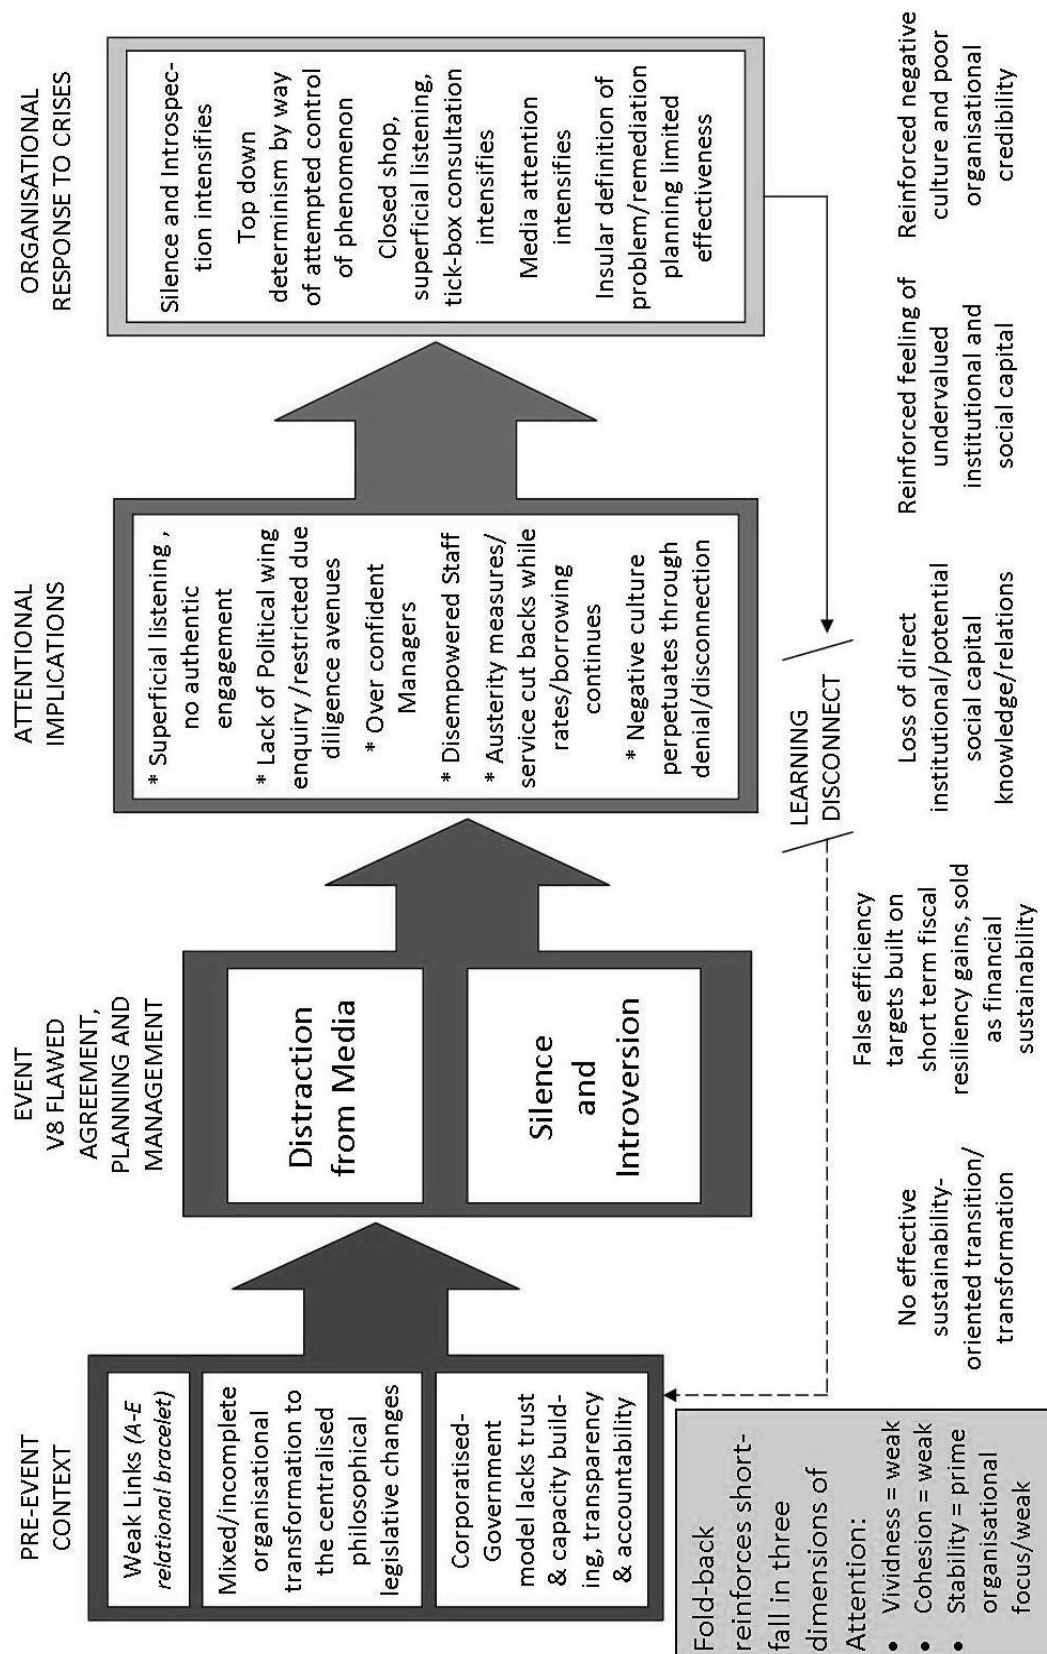 PRE-EVENT
CONTEXT
Weak Links (A-E
relational bracelet)
Mixed/incomplete
organisational
transformation to
the centralised
philosophical
legislative changes
Corporatised-
Government
model lacks trust
& capacity build-
ing, transparency
& accountability
EVENT
V8 FLAWED
AGREEMENT,
PLANNING AND
MANAGEMENT
Distraction
from Media
Silence
and
Introversion
ATTENTIONAL
IMPLICATIONS
* Superficial listening ,
no authentic
engagement
* Lack of Political wing
enquiry /restricted due
diligence avenues
* Over confident
Managers
* Disempowered Staff
* Austerity measures/
service cut backs while
rates/borrowing
continues
* Negative culture
perpetuates through
denial/disconnection
ORGANISATIONAL
RESPONSE TO CRISES
Silence and Introspec-
tion intensifies
Top down
determinism by way
of attempted control
of phenomenon
Closed shop,
superficial listening,
tick-box consultation
intensifies
Media attention
intensifies
Insular definition of
problem/remediation
planning limited
effectiveness
LEARNING
DISCONNECT
Fold-back
reinforces short-
fall in three
dimensions of
Attention:
• Vividness = weak
• Cohesion = weak
• Stability = prime
organisational
focus/weak
No effective
sustainability-
oriented transition/
transformation
False efficiency
targets built on
short term fiscal
resiliency gains, sold
as financial
sustainability
Loss of direct
institutional/potential
social capital
knowledge/relations
Reinforced feeling of
undervalued
institutional and
social capital
Reinforced negative
culture and poor
organisational
credibility